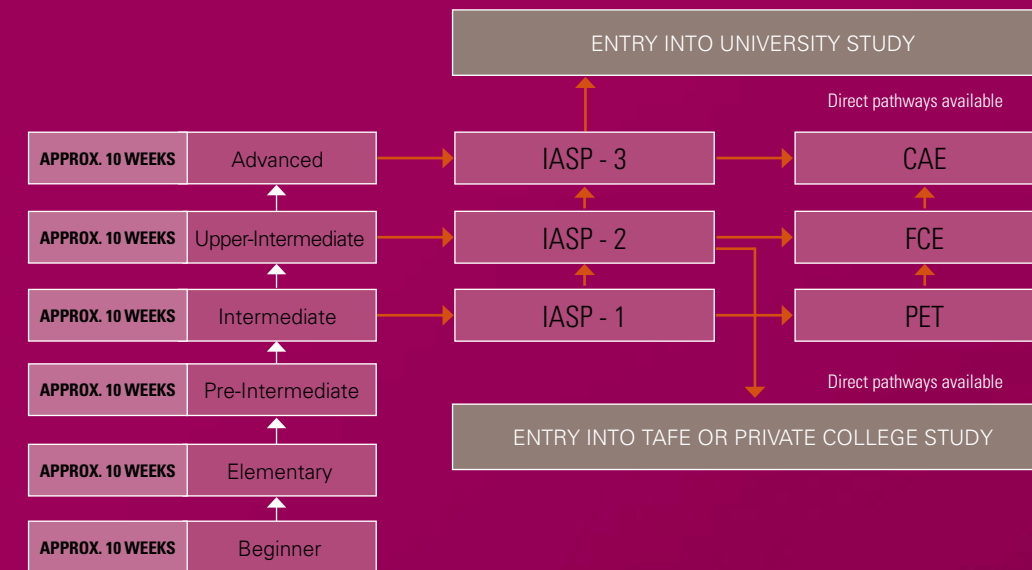 ENTRY INTO UNIVERSITY STUDY
Direct pathways available
APPROX. 10 WEEKS Advanced IASP - 3 CAE
APPROX. 10 WEEKS Upper-Intermediate IASP - 2 FCE
APPROX. 10 WEEKS Intermediate IASP - 1 PET
APPROX. 10 WEEKS Pre-Intermediate
Direct pathways available
ENTRY INTO TAFE OR PRIVATE COLLEGE STUDY
APPROX. 10 WEEKS Elementary
APPROX. 10 WEEKS Beginner